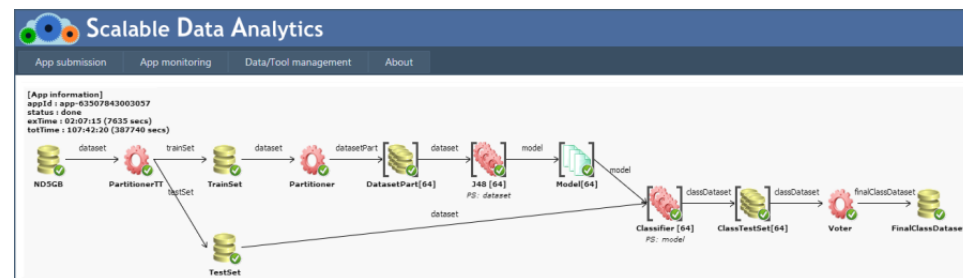 Scalable Data Analytics
App submission App monitoring Data/Tool management About
[App information]
appId : app-63507843003057
status : done
exTime : 02:07:15 (7635 secs)
totTime : 107:42:20 (387740 secs)
dataset trainSet dataset datasetPart dataset model
ND5GB PartitionerTT TrainSet Partitioner DatasetPart[64] J48 [64] Model[64]
PS: dataset
testSet
model
dataset
classDataset classDataset finalClassDataset
Classifier [64] ClassTestSet[64] Voter FinalClassDataset
PS: model
TestSet